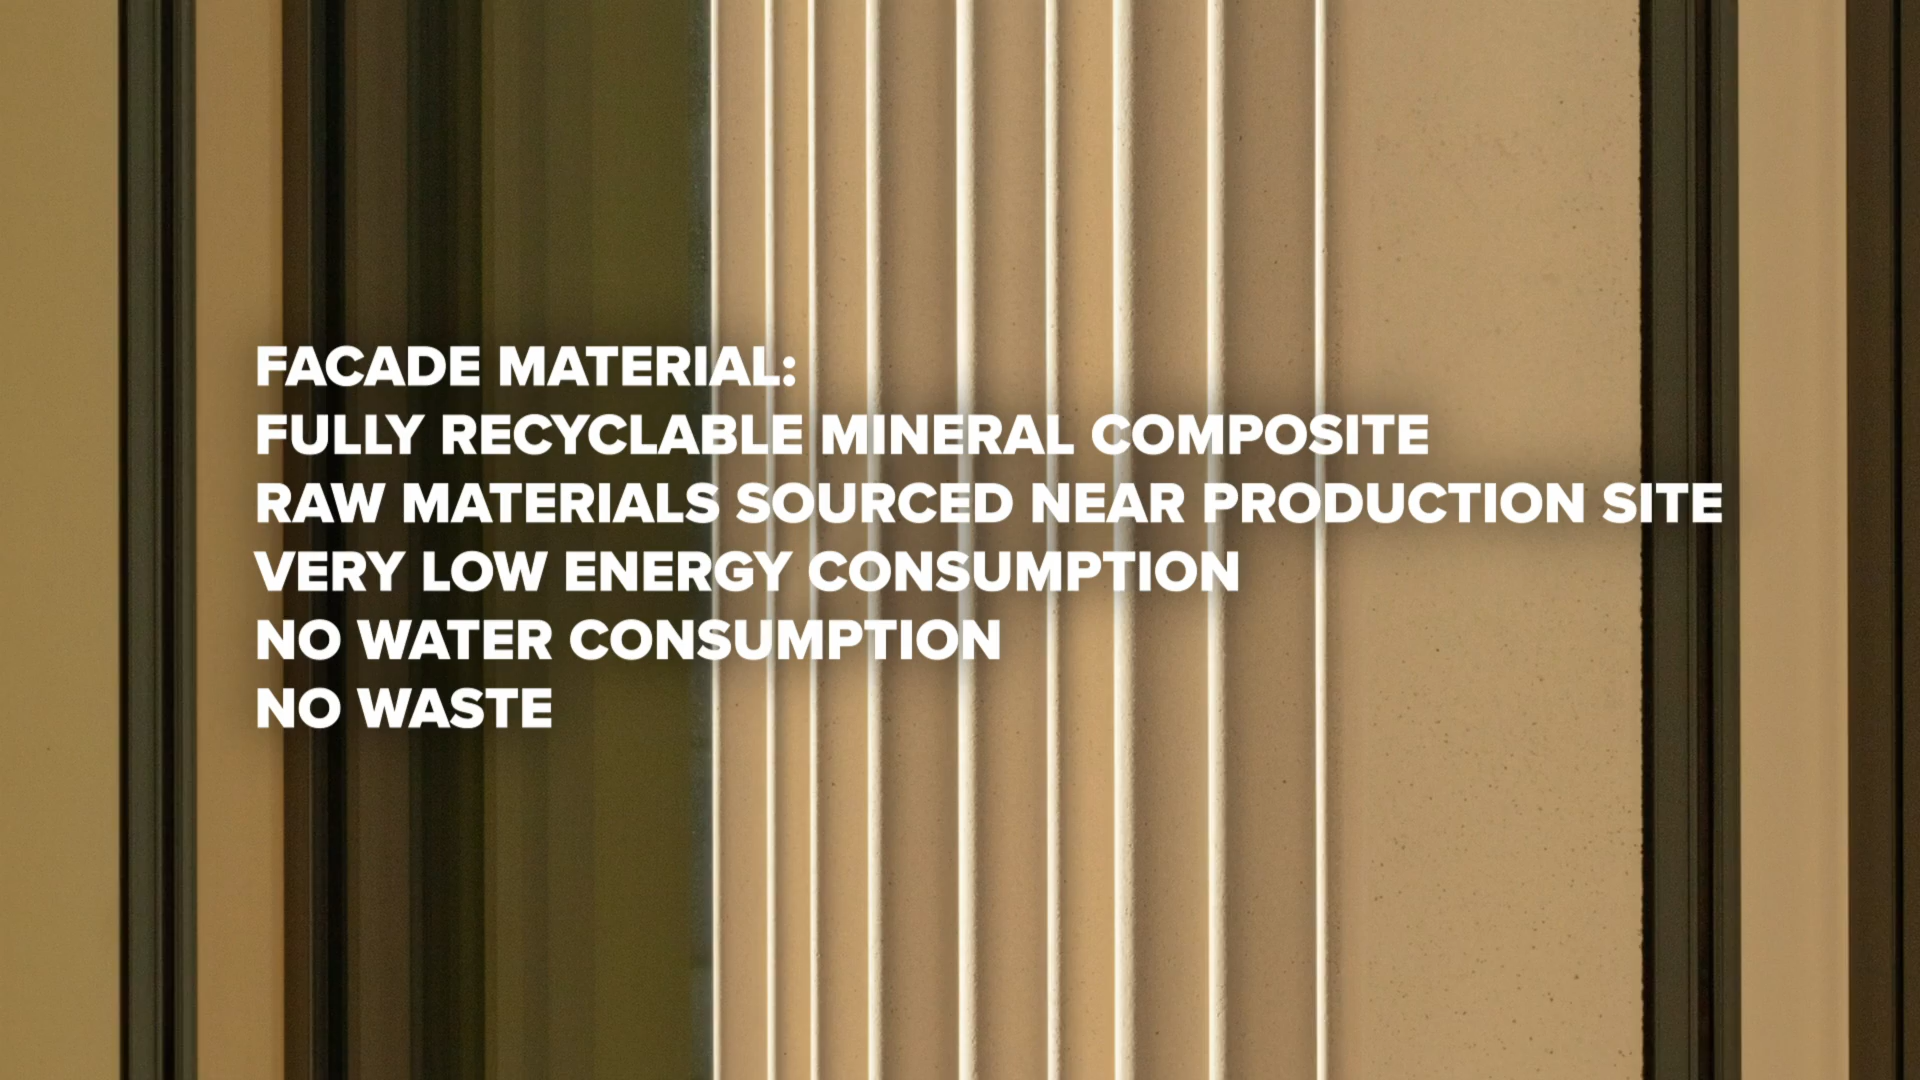 FACADE MATERIAL:
FULLY RECYCLABLE MINERAL COMPOSITE
RAW MATERIALS SOURCED NEAR PRODUCTION SITE
VERY LOW ENERGY CONSUMPTION
NO WATER CONSUMPTION
NO WASTE